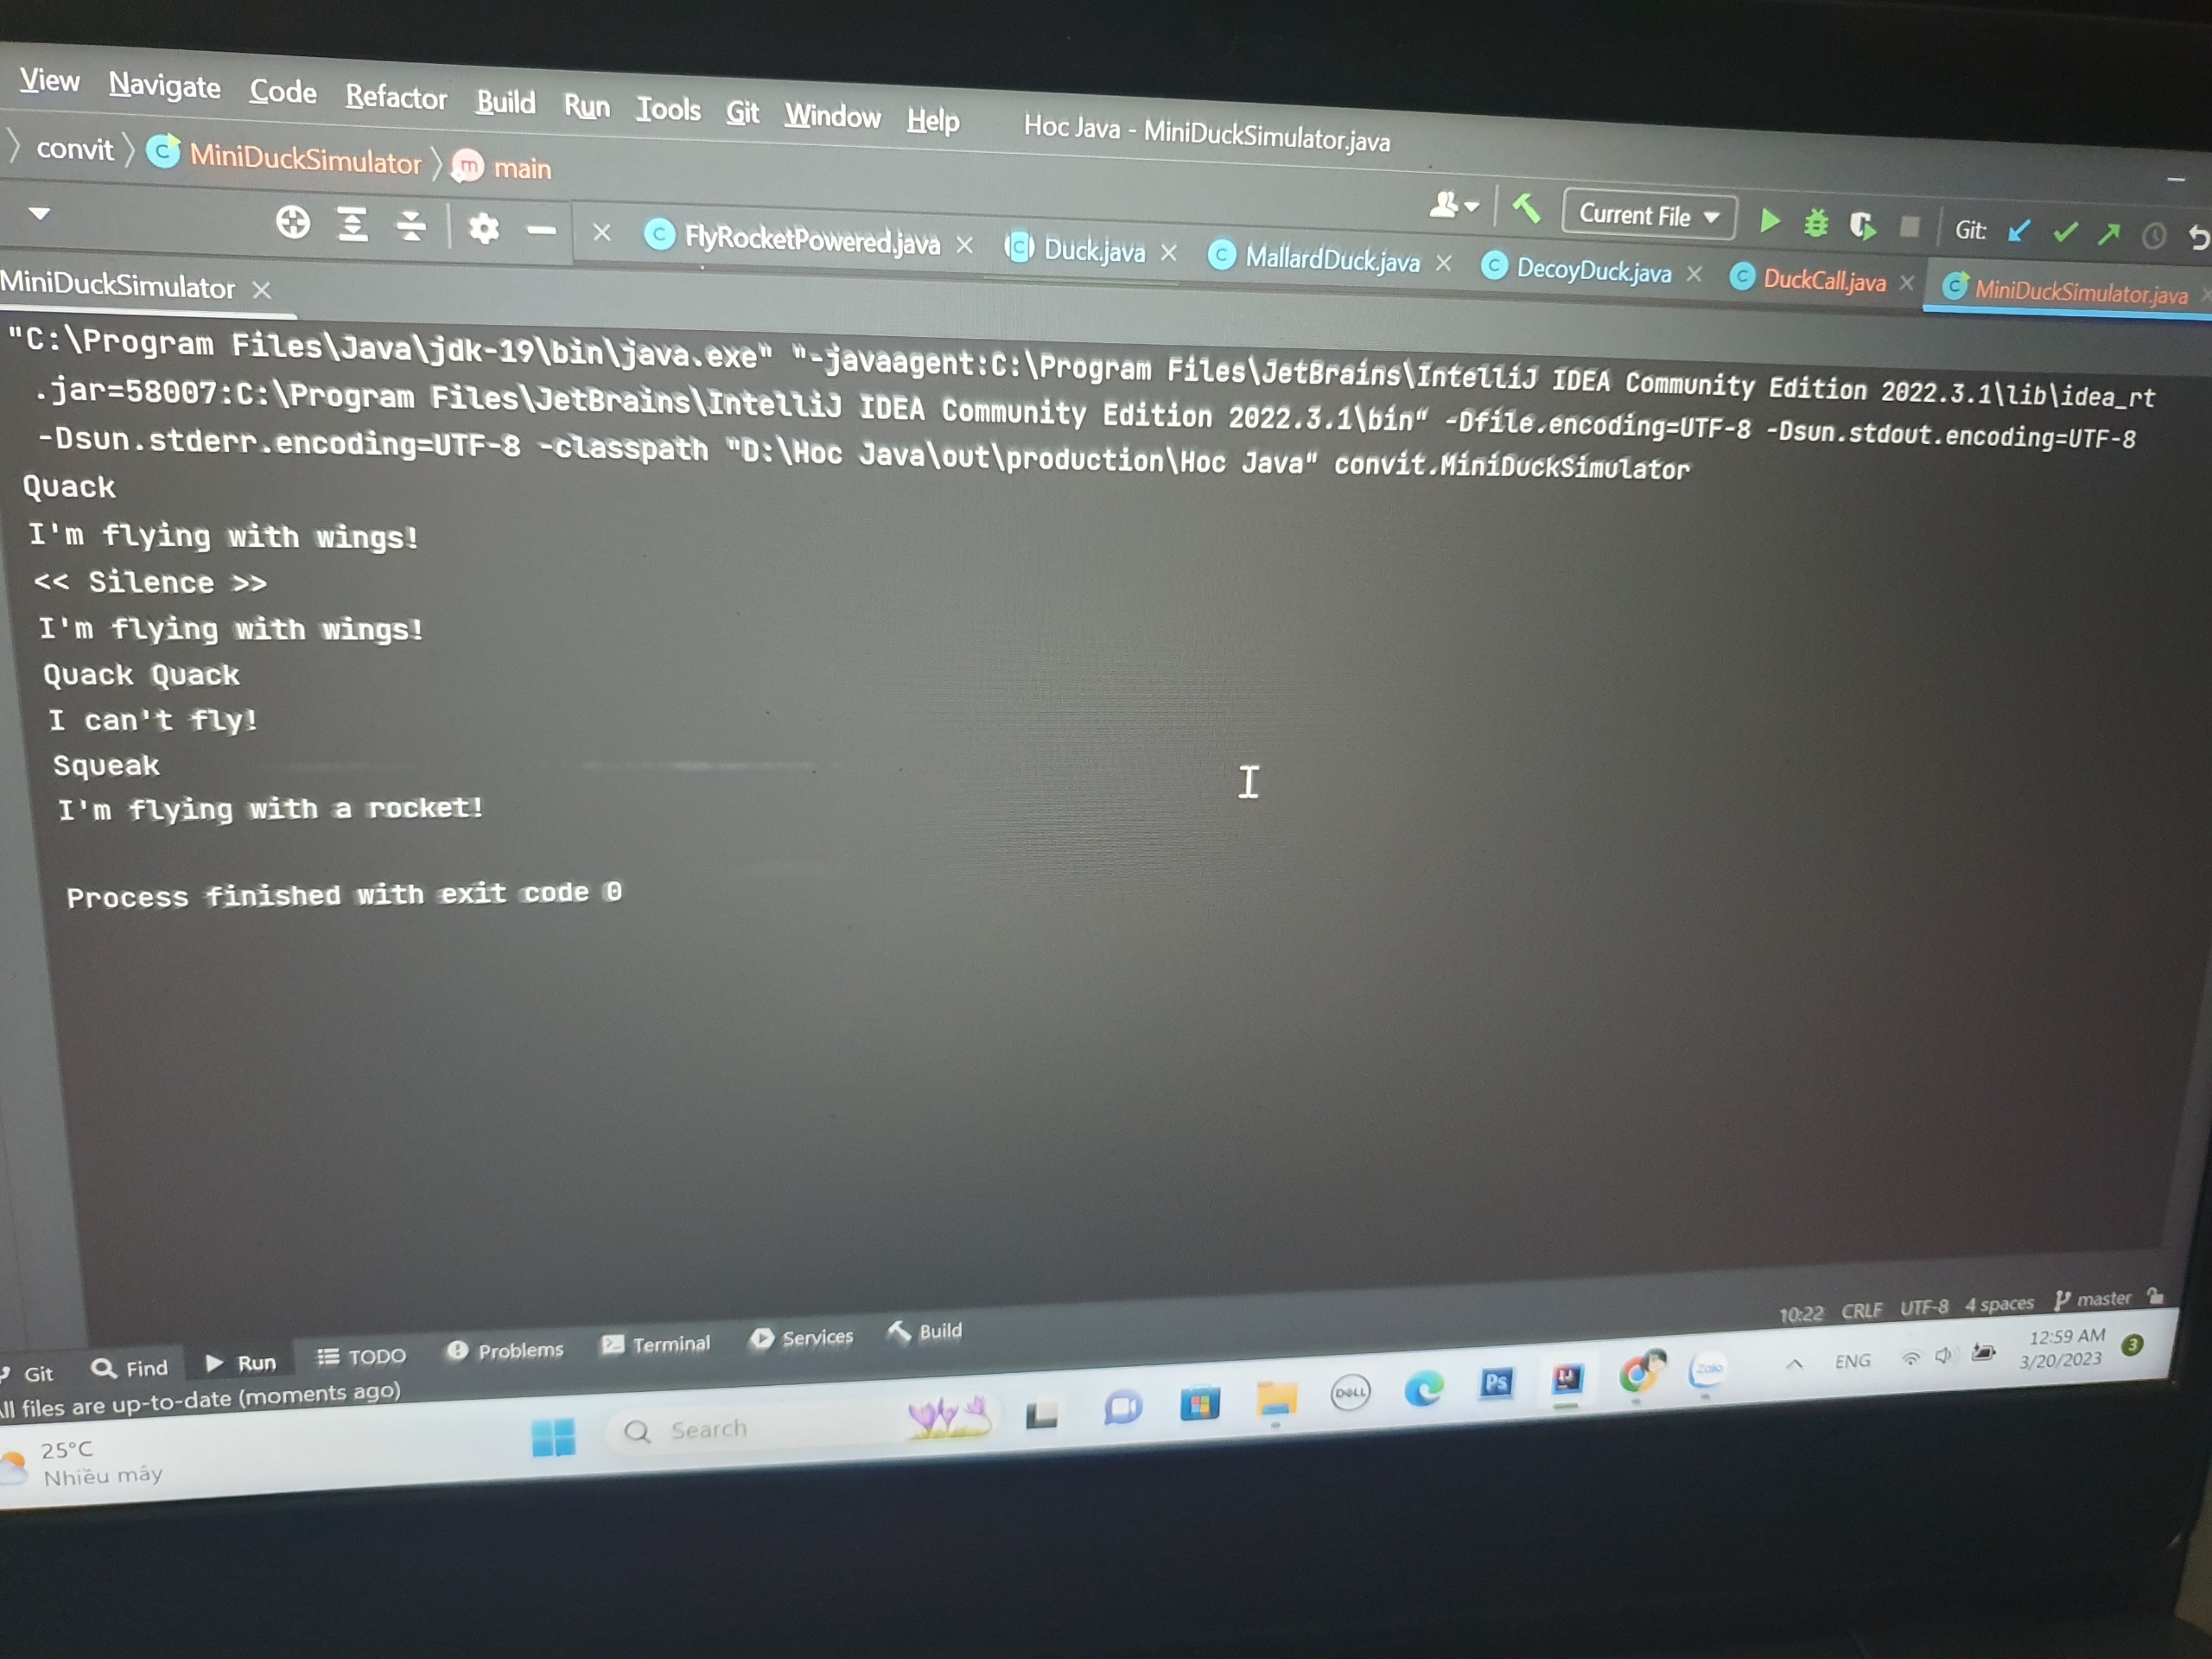 View Navigate Code Refactor Build Run Tools Git Window Help Hoc Java - MiniDuckSimulator.java
convit MiniDuckSimulator main
Current File Git:
FlyRocketPowered.java Duck.java MallardDuck.java DecoyDuck.java DuckCall.java MiniDuckSimulator.java
MiniDuckSimulator
"C:\Program Files\Java\jdk-19\bin\java.exe" "-javaagent:C:\Program Files\JetBrains\IntelliJ IDEA Community Edition 2022.3.1\lib\idea_rt
.jar=58007:C:\Program Files\JetBrains\IntelliJ IDEA Community Edition 2022.3.1\bin" -Dfile.encoding=UTF-8 -Dsun.stdout.encoding=UTF-8
-Dsun.stderr.encoding=UTF-8 -classpath "D:\Hoc Java\out\production\Hoc Java" convit.MiniDuckSimulator
Quack
I'm flying with wings!
<< Silence >>
I'm flying with wings!
Quack Quack
I can't fly!
Squeak
I'm flying with a rocket!
Process finished with exit code 0
Git Find Run TODO Problems Terminal Services Build
10:22 CRLF UTF-8 4 spaces master
files are up-to-date (moments ago)
25°C
Nhiều mây
Search
DELL
Ps
Zalo
ENG
12:59 AM
3/20/2023
3